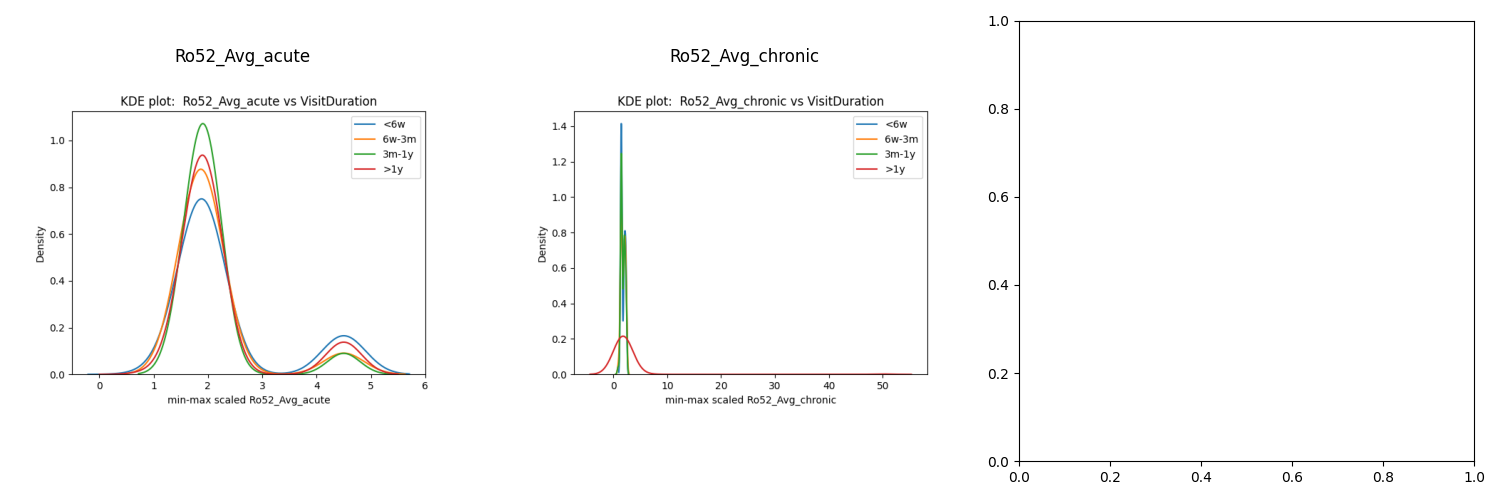 Ro52_Avg_acute
KDE plot:  Ro52_Avg_acute vs VisitDuration
<6w
6w-3m
3m-1y
>1y
1.0
0.8
0.6
0.4
0.2
0.0
Density
0 1 2 3 4 5 6
min-max scaled Ro52_Avg_acute
Ro52_Avg_chronic
KDE plot:  Ro52_Avg_chronic vs VisitDuration
<6w
6w-3m
3m-1y
>1y
1.4
1.2
1.0
0.8
0.6
0.4
0.2
0.0
Density
0 10 20 30 40 50
min-max scaled Ro52_Avg_chronic
1.0
0.8
0.6
0.4
0.2
0.0
0.0 0.2 0.4 0.6 0.8 1.0